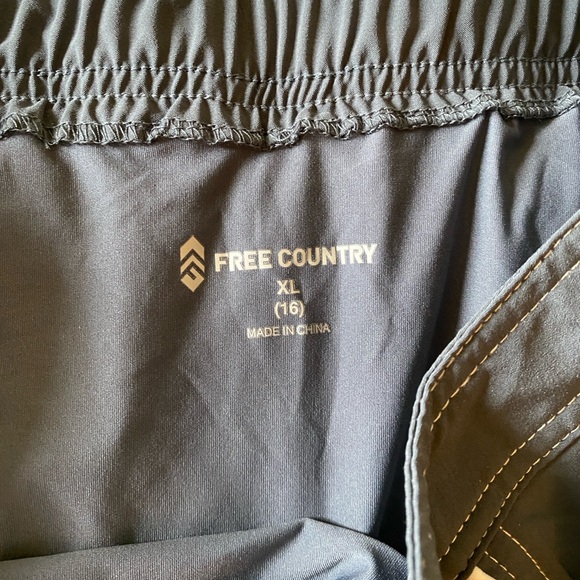 FREE COUNTRY
XL
(16)
MADE IN CHINA